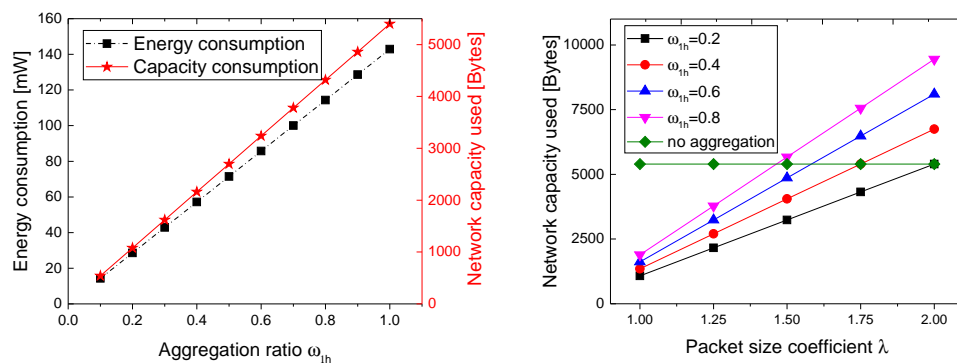 160
140
120
100
80
60
40
20
0
Energy consumption [mW]
Energy consumption
Capacity consumption
5000
4000
3000
2000
1000
0
Network capacity used [Bytes]
0.0 0.2 0.4 0.6 0.8 1.0
Aggregation ratio ω1h
10000
7500
5000
2500
0
Network capacity used [Bytes]
ω1h=0.2
ω1h=0.4
ω1h=0.6
ω1h=0.8
no aggregation
1.00 1.25 1.50 1.75 2.00
Packet size coefficient λ